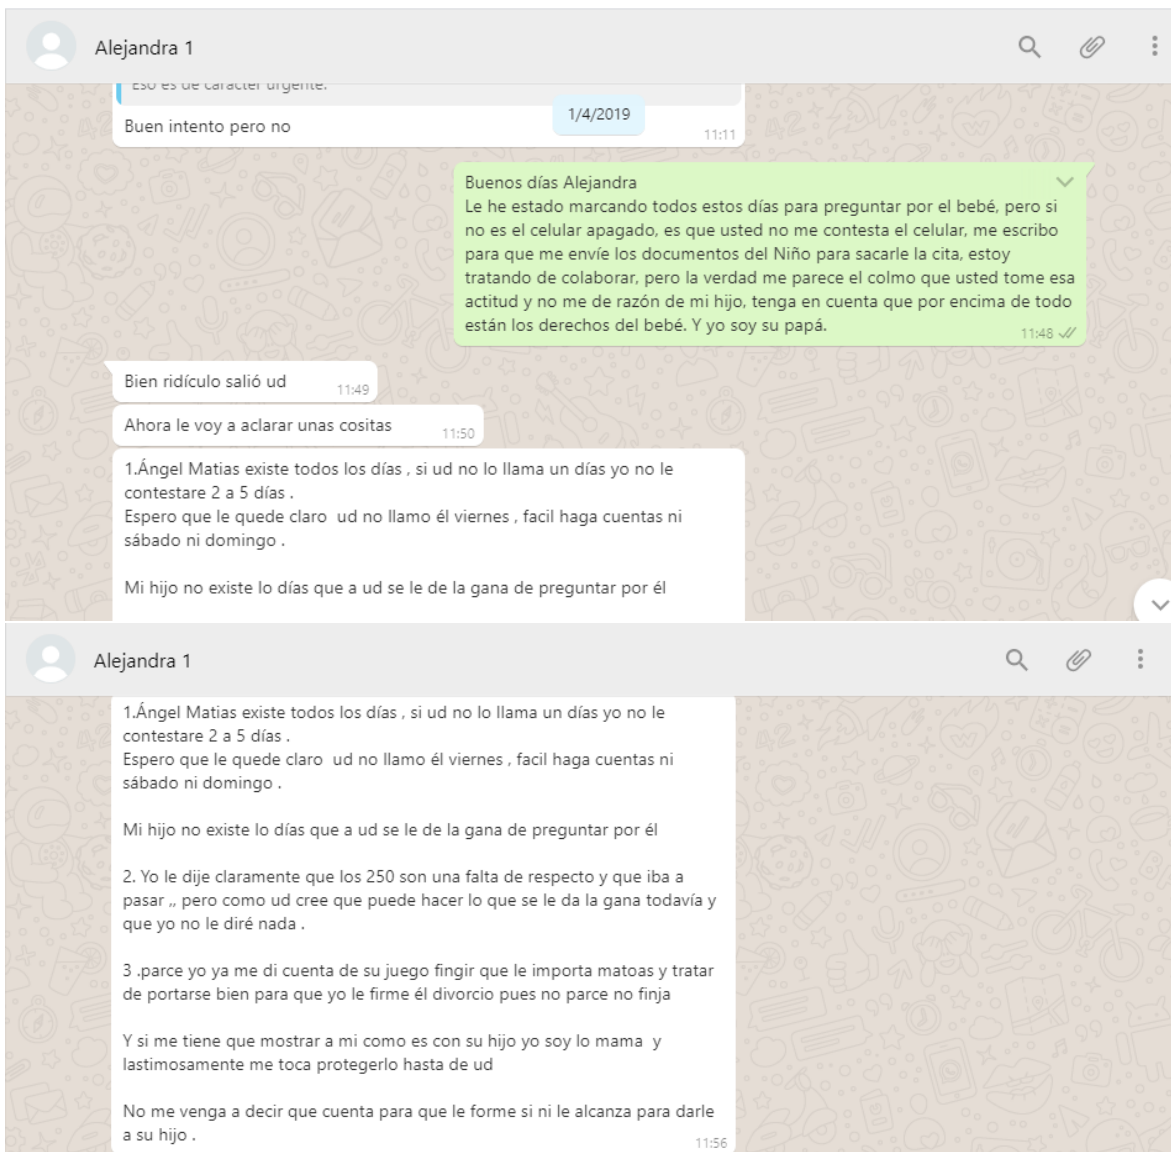 Alejandra 1
Eso es de carácter urgente.
Buen intento pero no
1/4/2019
11:11
Buenos días Alejandra
Le he estado marcando todos estos días para preguntar por el bebé, pero si
no es el celular apagado, es que usted no me contesta el celular, me escribo
para que me envíe los documentos del Niño para sacarle la cita, estoy
tratando de colaborar, pero la verdad me parece el colmo que usted tome esa
actitud y no me de razón de mi hijo, tenga en cuenta que por encima de todo
están los derechos del bebé. Y yo soy su papá.
11:48
Bien ridículo salió ud
11:49
Ahora le voy a aclarar unas cositas
11:50
1.Ángel Matias existe todos los días , si ud no lo llama un días yo no le
contestare 2 a 5 días .
Espero que le quede claro  ud no llamo él viernes , facil haga cuentas ni
sábado ni domingo .
Mi hijo no existe lo días que a ud se le de la gana de preguntar por él
Alejandra 1
1.Ángel Matias existe todos los días , si ud no lo llama un días yo no le
contestare 2 a 5 días .
Espero que le quede claro  ud no llamo él viernes , facil haga cuentas ni
sábado ni domingo .
Mi hijo no existe lo días que a ud se le de la gana de preguntar por él
2. Yo le dije claramente que los 250 son una falta de respecto y que iba a
pasar ,, pero como ud cree que puede hacer lo que se le da la gana todavía y
que yo no le diré nada .
3 .parce yo ya me di cuenta de su juego fingir que le importa matoas y tratar
de portarse bien para que yo le firme él divorcio pues no parce no finja
Y si me tiene que mostrar a mi como es con su hijo yo soy lo mama  y
lastimosamente me toca protegerlo hasta de ud
No me venga a decir que cuenta para que le forme si ni le alcanza para darle
a su hijo .
11:56